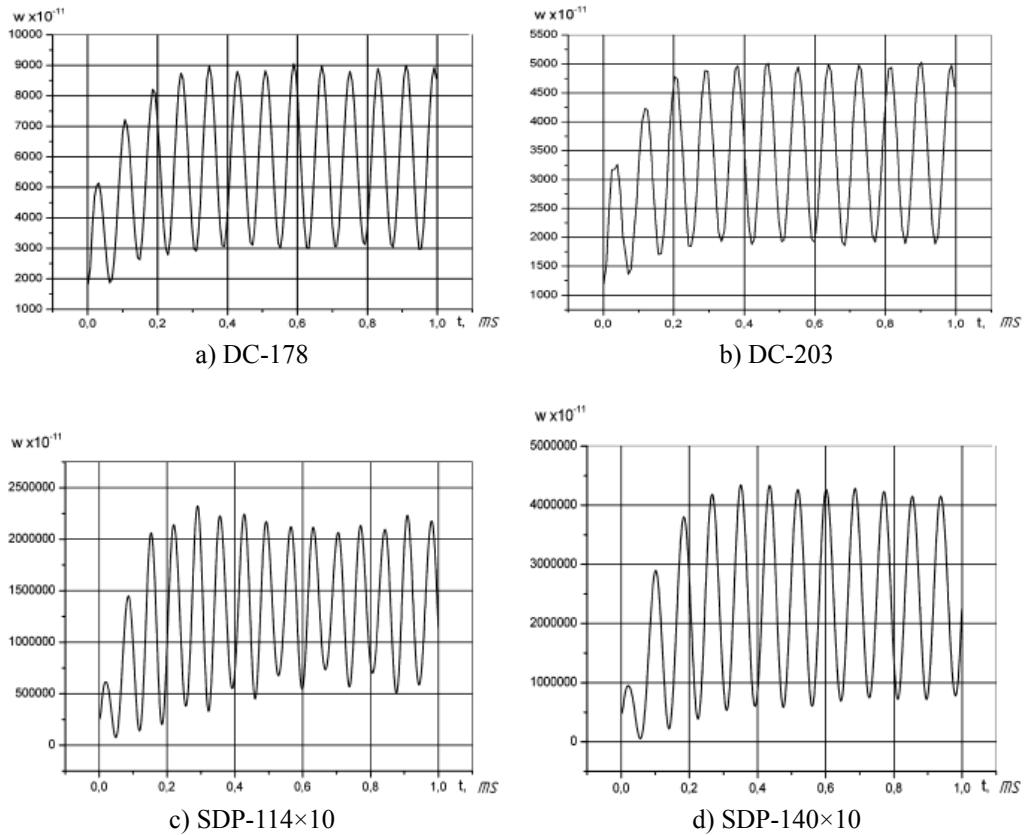 w x10⁻¹¹
10000
9000
8000
7000
6000
5000
4000
3000
2000
1000
0,0 0,2 0,4 0,6 0,8 1,0 t, ms
a) DC-178
w x10⁻¹¹
5500
5000
4500
4000
3500
3000
2500
2000
1500
1000
0,0 0,2 0,4 0,6 0,8 1,0 t, ms
b) DC-203
w x10⁻¹¹
2500000
2000000
1500000
1000000
500000
0
0,0 0,2 0,4 0,6 0,8 1,0 t, ms
c) SDP-114×10
w x10⁻¹¹
5000000
4000000
3000000
2000000
1000000
0
0,0 0,2 0,4 0,6 0,8 1,0 t, ms
d) SDP-140×10